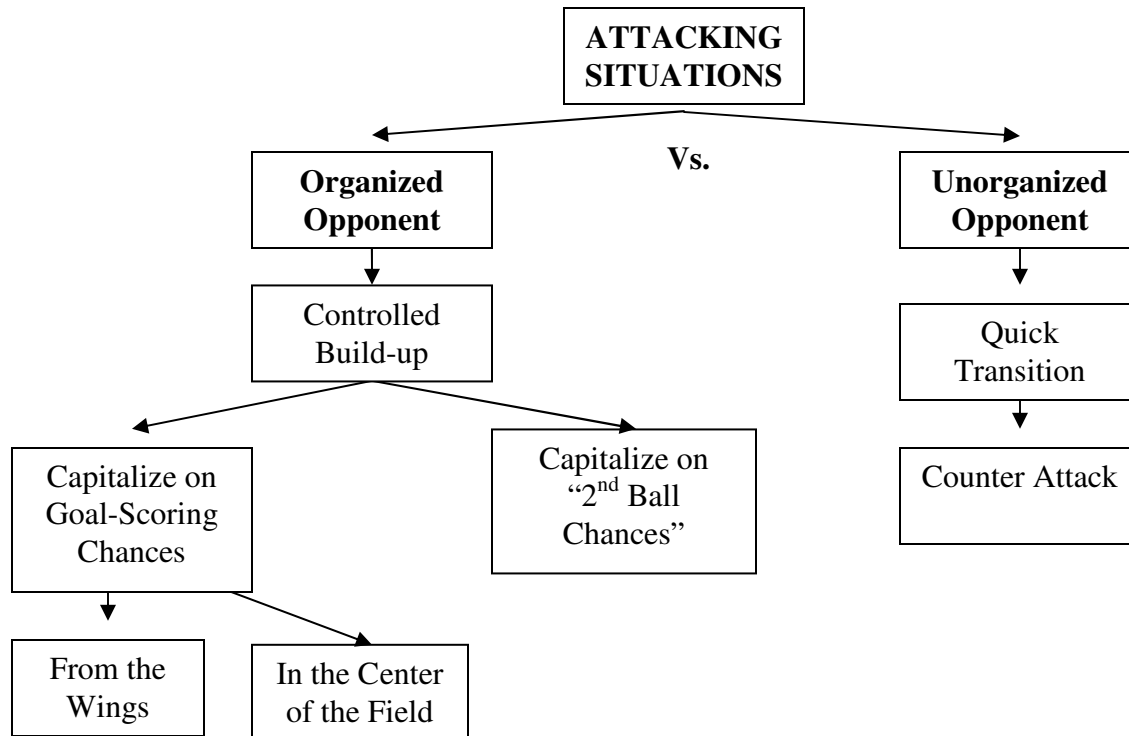 ATTACKING
SITUATIONS
Vs.
Organized
Opponent
Unorganized
Opponent
Controlled
Build-up
Quick
Transition
Capitalize on
Goal-Scoring
Chances
Capitalize on
“2nd Ball
Chances”
Counter Attack
From the
Wings
In the Center
of the Field